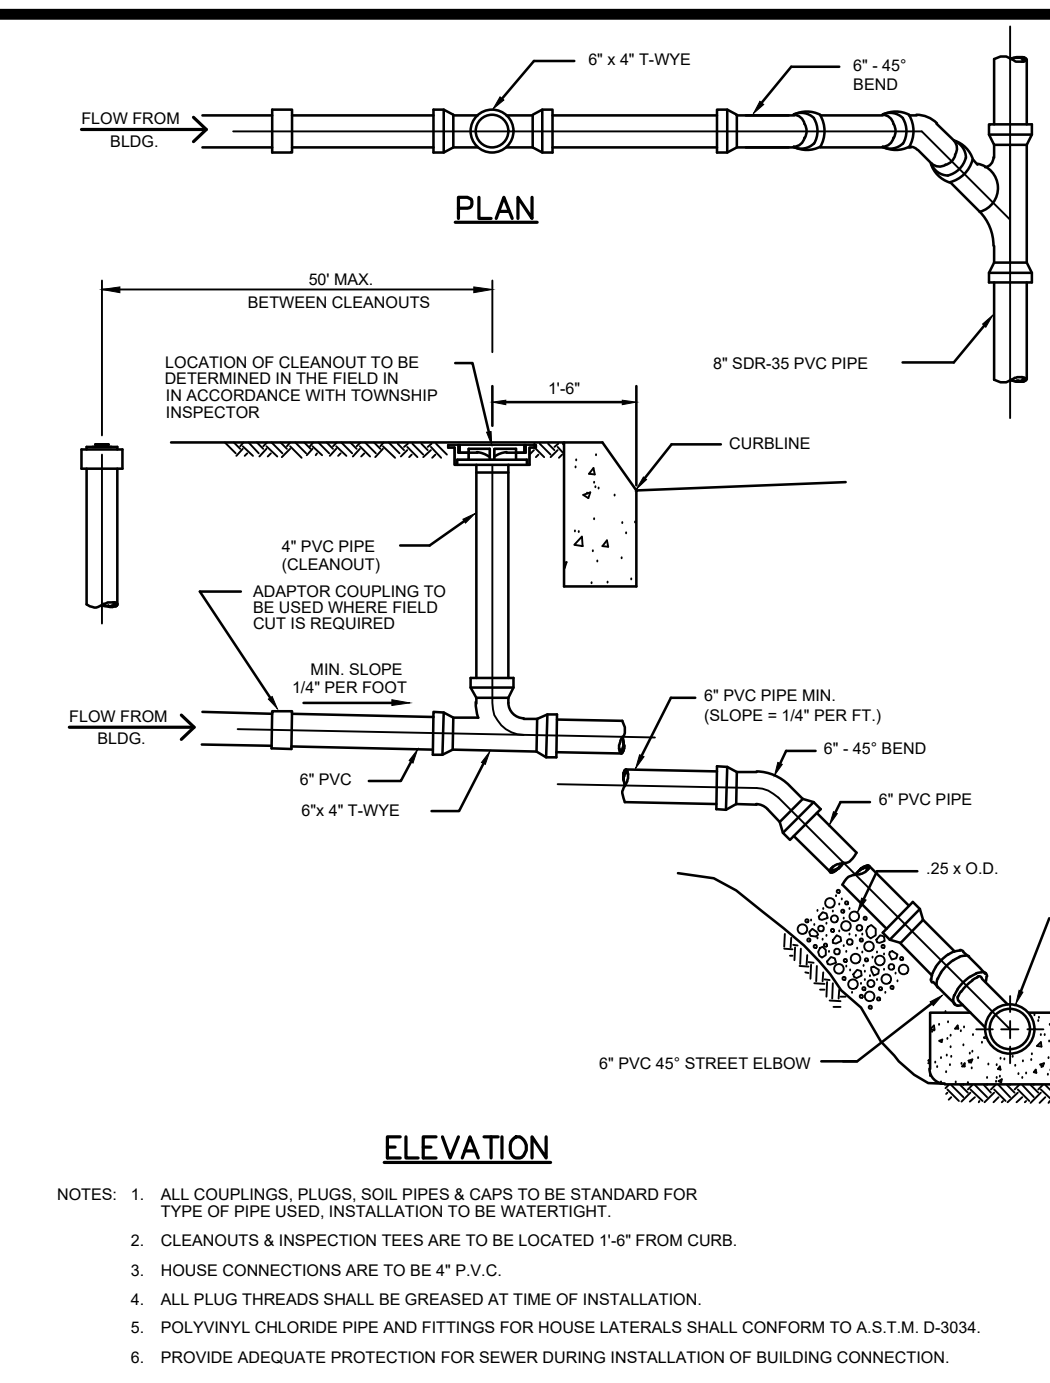 6" x 4" T-WYE
6" - 45°
BEND
FLOW FROM
BLDG.
PLAN
50' MAX.
BETWEEN CLEANOUTS
8" SDR-35 PVC PIPE
LOCATION OF CLEANOUT TO BE
DETERMINED IN THE FIELD IN
IN ACCORDANCE WITH TOWNSHIP
INSPECTOR
1'-6"
CURBLINE
4" PVC PIPE
(CLEANOUT)
ADAPTOR COUPLING TO
BE USED WHERE FIELD
CUT IS REQUIRED
MIN. SLOPE
1/4" PER FOOT
6" PVC PIPE MIN.
(SLOPE = 1/4" PER FT.)
FLOW FROM
BLDG.
6" - 45° BEND
6" PVC
6"x 4" T-WYE
6" PVC PIPE
.25 x O.D.
6" PVC 45° STREET ELBOW
ELEVATION
NOTES: 1. ALL COUPLINGS, PLUGS, SOIL PIPES & CAPS TO BE STANDARD FOR
TYPE OF PIPE USED, INSTALLATION TO BE WATERTIGHT.
2. CLEANOUTS & INSPECTION TEES ARE TO BE LOCATED 1'-6" FROM CURB.
3. HOUSE CONNECTIONS ARE TO BE 4" P.V.C.
4. ALL PLUG THREADS SHALL BE GREASED AT TIME OF INSTALLATION.
5. POLYVINYL CHLORIDE PIPE AND FITTINGS FOR HOUSE LATERALS SHALL CONFORM TO A.S.T.M. D-3034.
6. PROVIDE ADEQUATE PROTECTION FOR SEWER DURING INSTALLATION OF BUILDING CONNECTION.